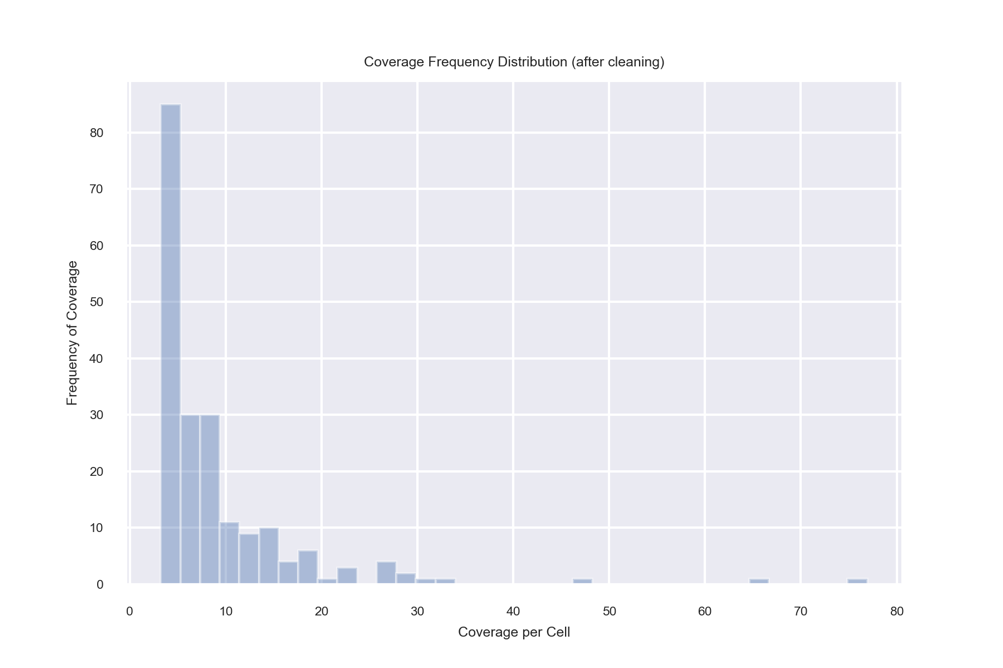 Coverage Frequency Distribution (after cleaning)
Frequency of Coverage
80
70
60
50
40
30
20
10
0
0 10 20 30 40 50 60 70 80
Coverage per Cell